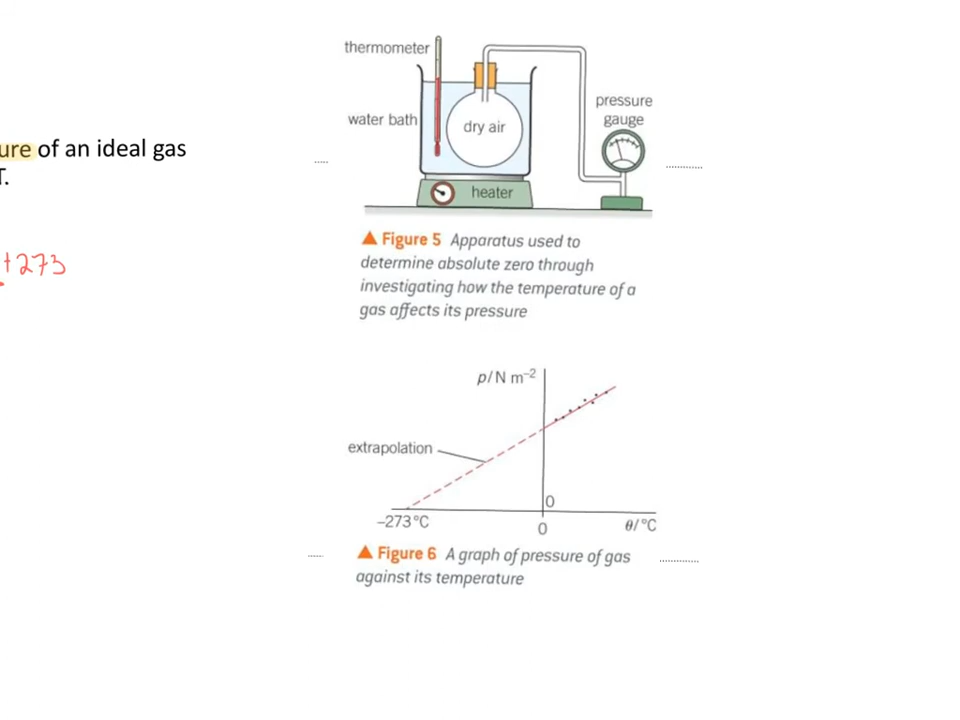 thermometer
water bath
dry air
pressure
gauge
heater
ure of an ideal gas
T.
+273
▲ Figure 5 Apparatus used to
determine absolute zero through
investigating how the temperature of a
gas affects its pressure
p/N m⁻²
extrapolation
0
−273 °C
0
θ/°C
▲ Figure 6 A graph of pressure of gas
against its temperature